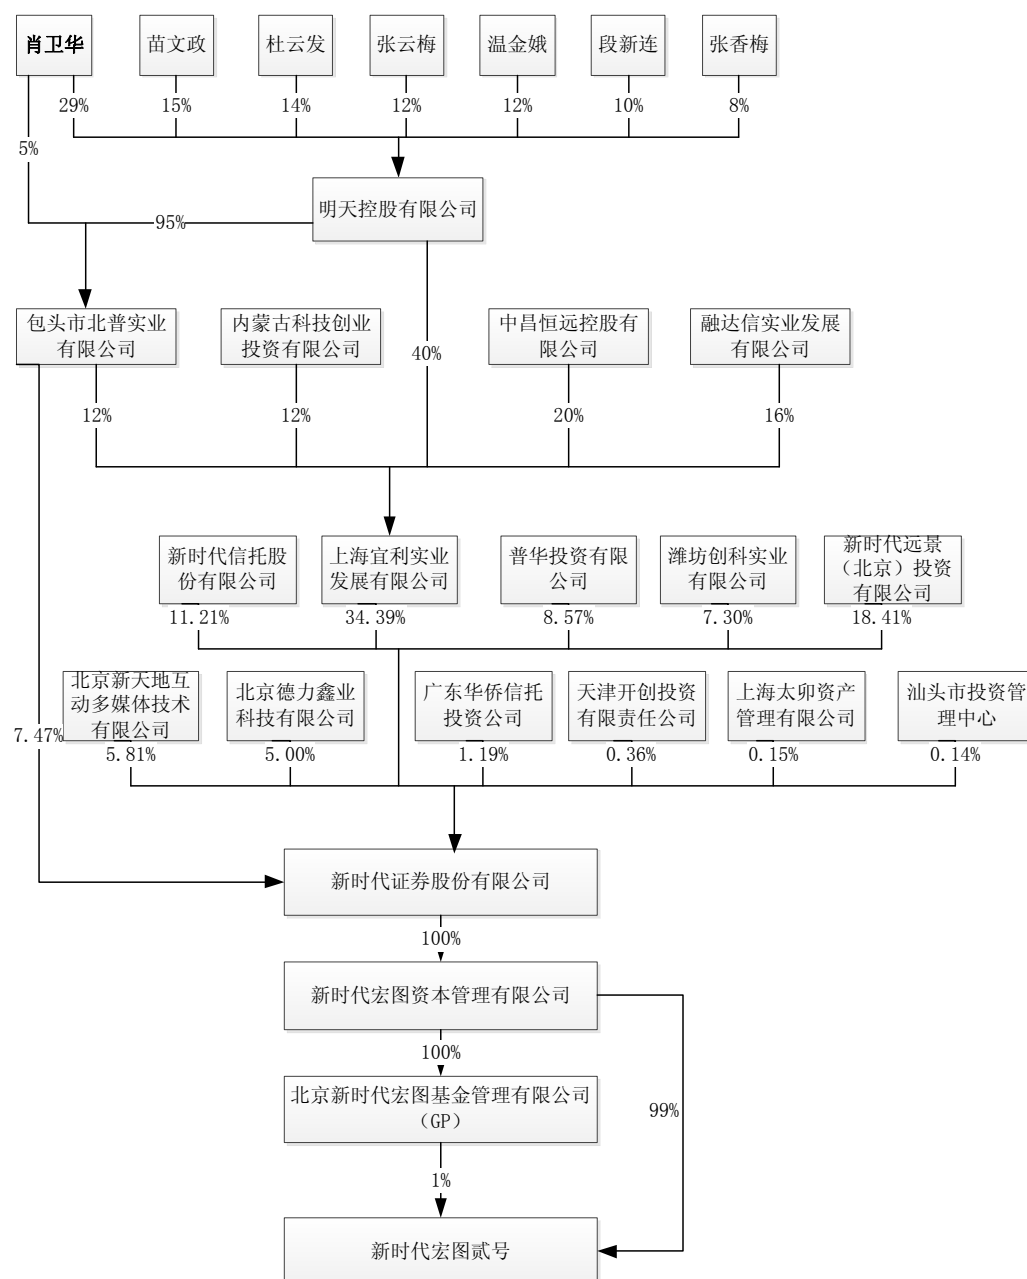 肖卫华
苗文政
杜云发
张云梅
温金娥
段新连
张香梅
29%
15%
14%
12%
12%
10%
8%
5%
明天控股有限公司
95%
包头市北普实业
有限公司
内蒙古科技创业
投资有限公司
中昌恒远控股有
限公司
融达信实业发展
有限公司
40%
12%
12%
20%
16%
新时代信托股
份有限公司
上海宜利实业
发展有限公司
普华投资有限
公司
潍坊创科实业
有限公司
新时代远景
（北京）投资
有限公司
11.21%
34.39%
8.57%
7.30%
18.41%
北京新天地互
动多媒体技术
有限公司
北京德力鑫业
科技有限公司
广东华侨信托
投资公司
天津开创投资
有限责任公司
上海太卯资产
管理有限公司
汕头市投资管
理中心
7.47%
5.81%
5.00%
1.19%
0.36%
0.15%
0.14%
新时代证券股份有限公司
100%
新时代宏图资本管理有限公司
100%
北京新时代宏图基金管理有限公司
（GP）
99%
1%
新时代宏图贰号